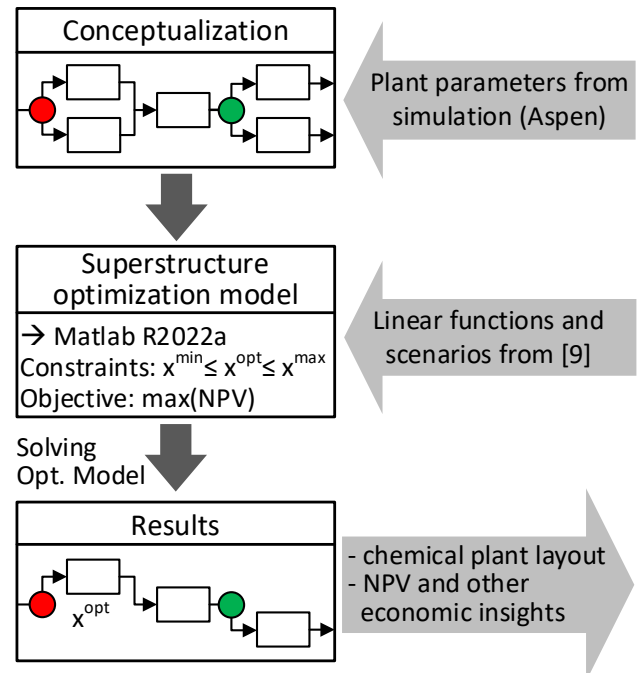 Conceptualization
Plant parameters from
simulation (Aspen)
Superstructure
optimization model
→ Matlab R2022a
Constraints: x^min ≤ x^opt ≤ x^max
Objective: max(NPV)
Linear functions and
scenarios from [9]
Solving
Opt. Model
Results
x^opt
- chemical plant layout
- NPV and other
economic insights